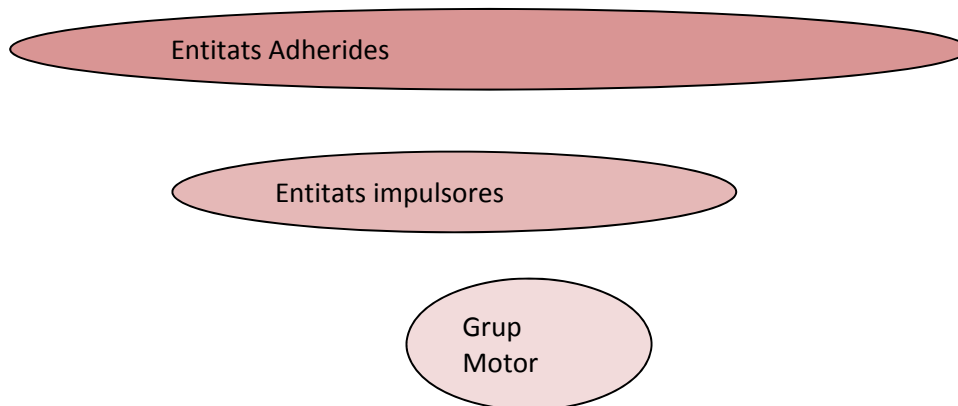 Entitats Adherides
Entitats impulsores
Grup
Motor